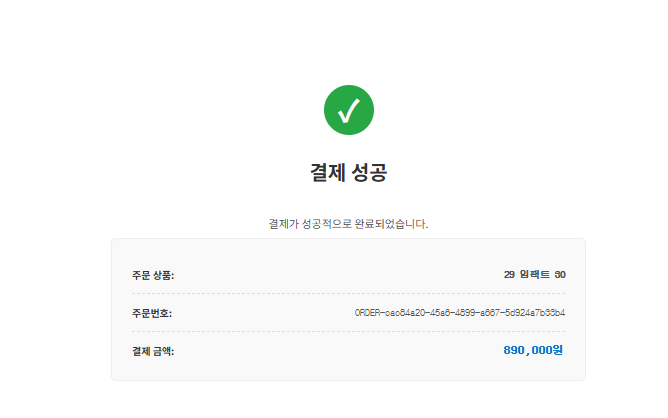 결제 성공
결제가 성공적으로 완료되었습니다.
주문 상품: 29 임팩트 30
주문번호: ORDER-oac84a20-45a6-4899-a667-5d924a7b33b4
결제 금액: 890,000원